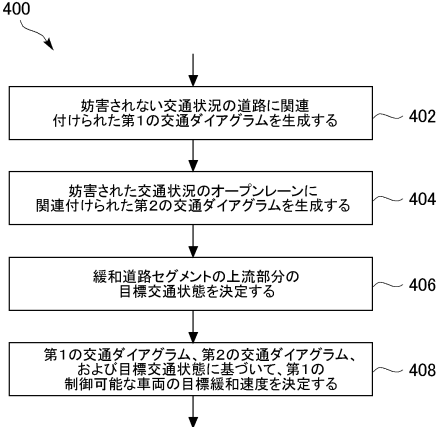 400
妨害されない交通状況の道路に関連
付けられた第1の交通ダイアグラムを生成する
402
妨害された交通状況のオープンレーンに
関連付けられた第2の交通ダイアグラムを生成する
404
緩和道路セグメントの上流部分の
目標交通状態を決定する
406
第1の交通ダイアグラム、第2の交通ダイアグラム、
および目標交通状態に基づいて、第1の
制御可能な車両の目標緩和速度を決定する
408